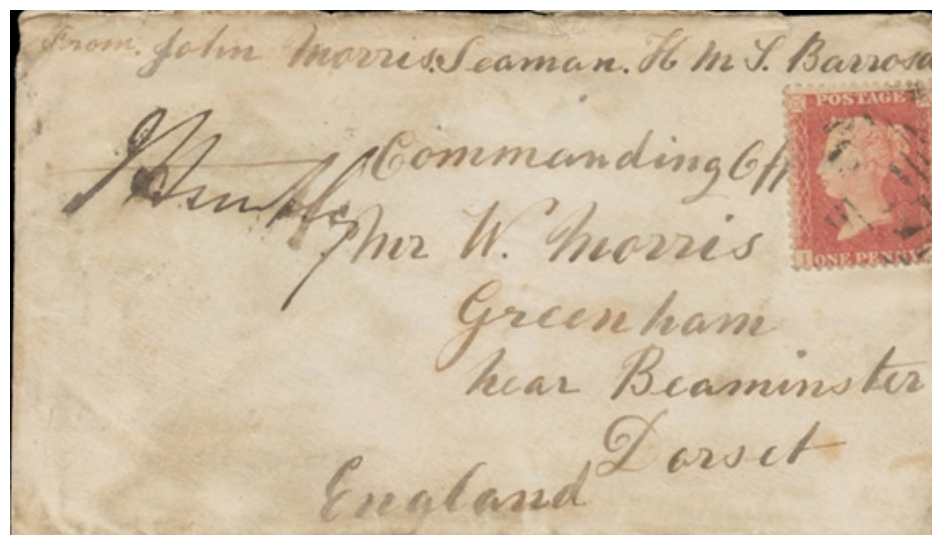 From. John Morris. Seaman. H M S. Barrosa
POSTAGE
Commanding Off
Mr W. Morris
ONE PENNY
I
Greenham
near Beaminster
Dorset
England